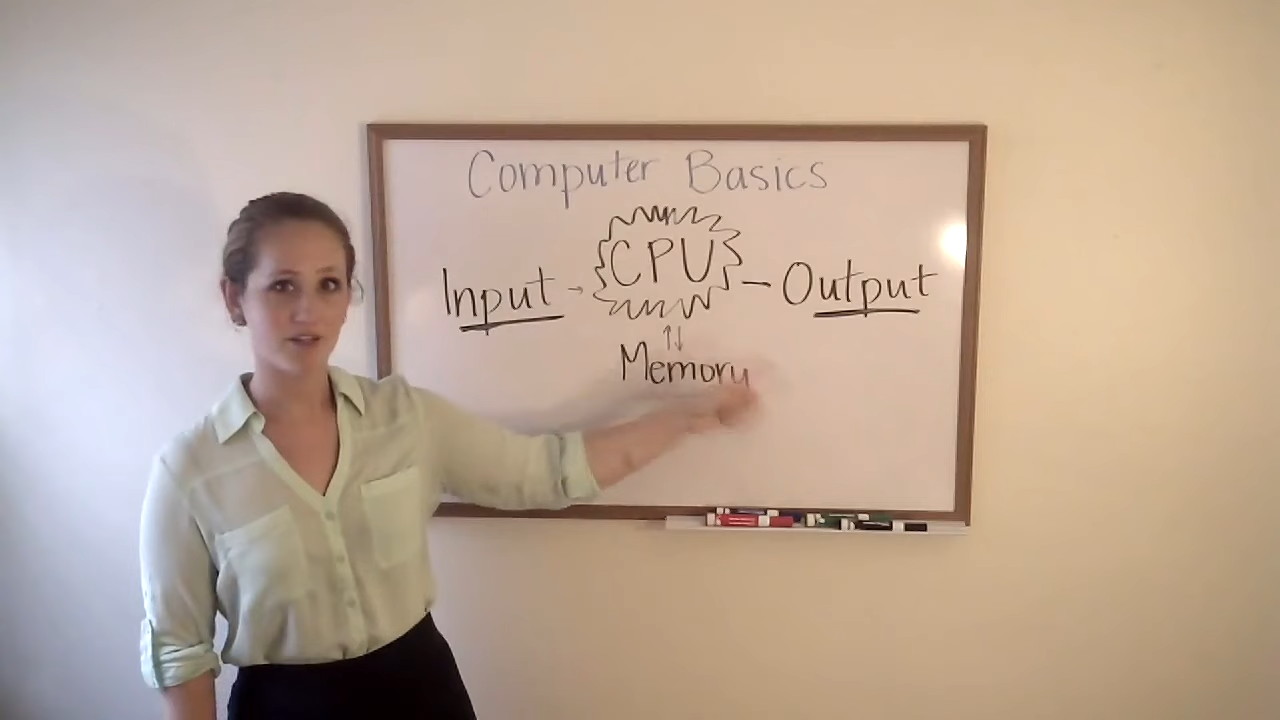 Computer Basics
Input - CPU - Output
↑↓
Memory